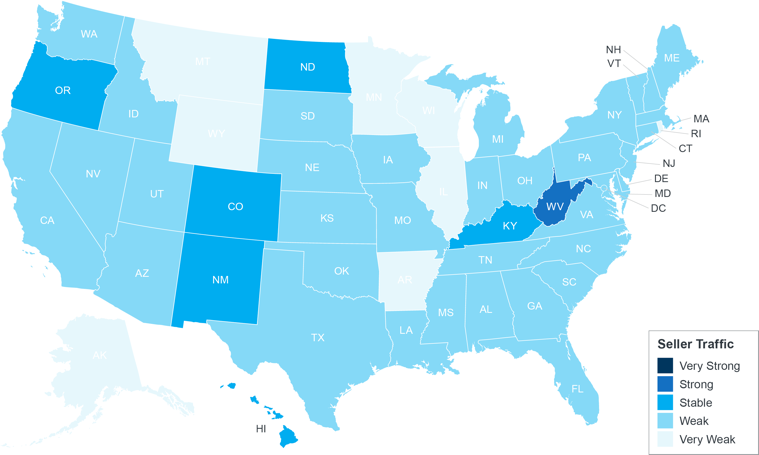 WA
MT
ND
MN
OR
ID
SD
WI
WY
MI
NH
VT
ME
NY
MA
RI
CT
NJ
DE
MD
DC
PA
IA
NE
NV
UT
CO
IL
IN
OH
WV
VA
KS
MO
KY
CA
NC
TN
AZ
NM
OK
AR
SC
MS
AL
GA
TX
LA
FL
AK
HI
Seller Traffic
Very Strong
Strong
Stable
Weak
Very Weak